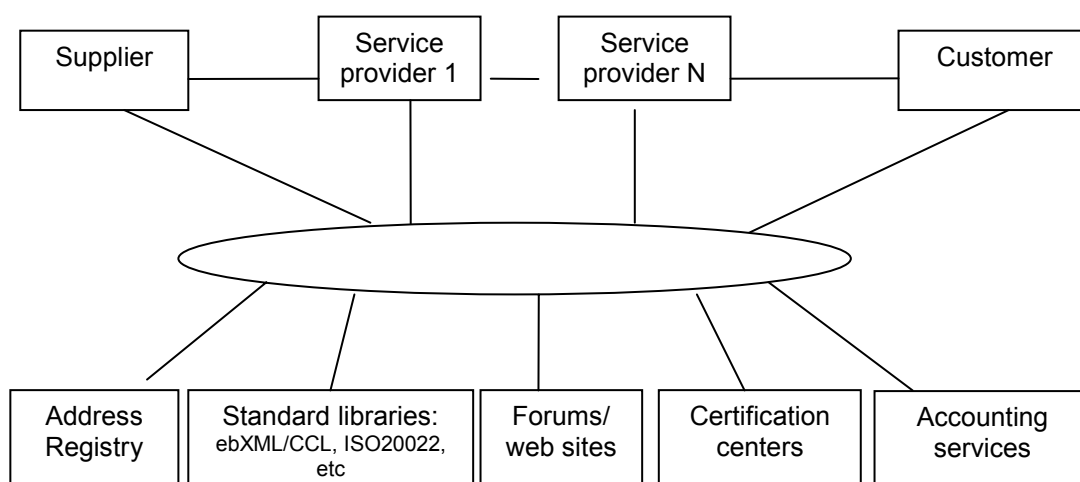 Supplier
Service
provider 1
Service
provider N
Customer
Address
Registry
Standard libraries:
ebXML/CCL, ISO20022,
etc
Forums/
web sites
Certification
centers
Accounting
services